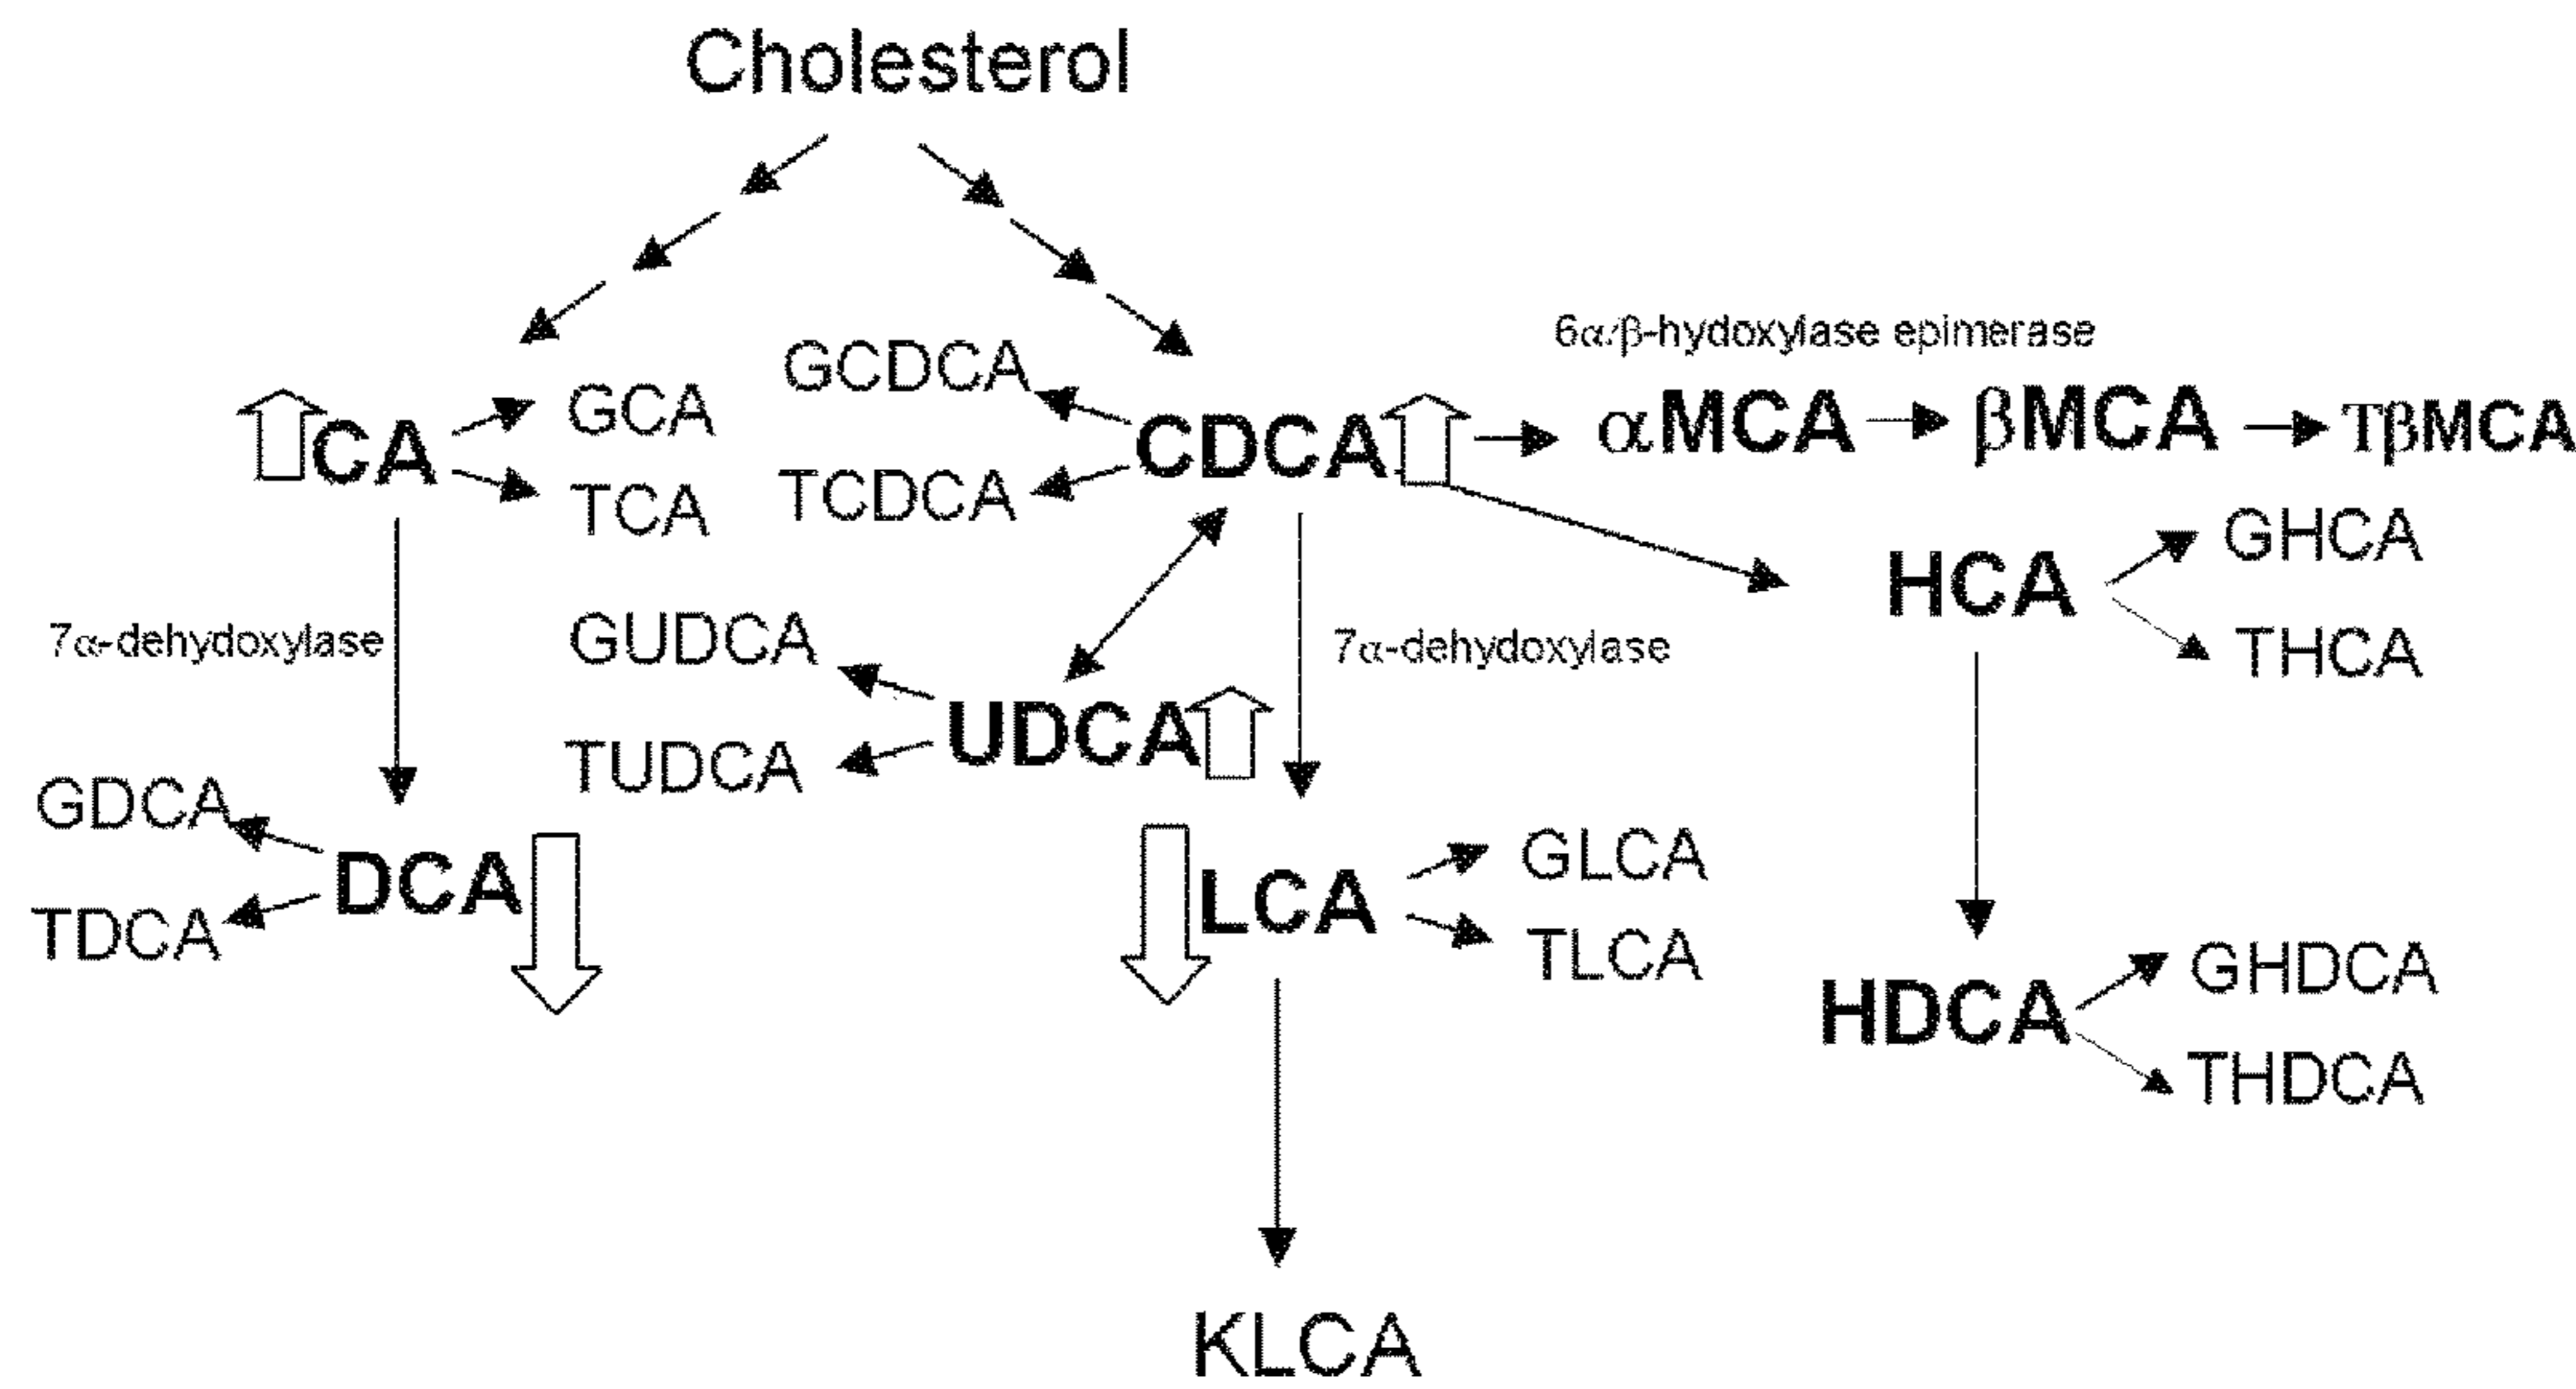 Cholesterol
6α/β-hydoxylase epimerase
GCDCA
GCA
CA
CDCA
αMCA
βMCA
TβMCA
TCDCA
TCA
GHCA
HCA
7α-dehydoxylase
GUDCA
7α-dehydoxylase
THCA
UDCA
TUDCA
GDCA
DCA
GLCA
LCA
TDCA
TLCA
GHDCA
HDCA
THDCA
KLCA